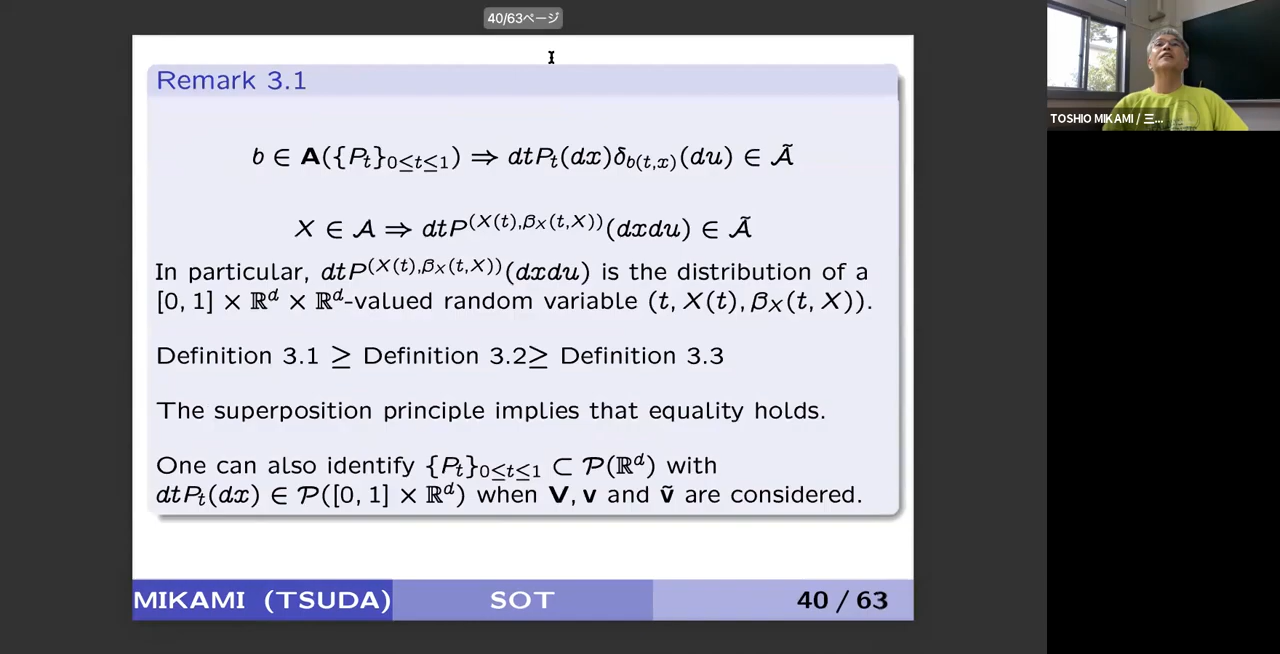 40/63ページ
Remark 3.1
b ∈ A({P_t}_{0≤t≤1}) ⇒ dtP_t(dx)δ_{b(t,x)}(du) ∈ Ã
X ∈ A ⇒ dtP^{(X(t),β_X(t,X))}(dxdu) ∈ Ã
In particular, dtP^{(X(t),β_X(t,X))}(dxdu) is the distribution of a
[0, 1] × ℝ^d × ℝ^d-valued random variable (t, X(t), β_X(t, X)).
Definition 3.1 ≥ Definition 3.2≥ Definition 3.3
The superposition principle implies that equality holds.
One can also identify {P_t}_{0≤t≤1} ⊂ P(ℝ^d) with
dtP_t(dx) ∈ P([0, 1] × ℝ^d) when V, v and ṽ are considered.
MIKAMI (TSUDA)
SOT
40 / 63
TOSHIO MIKAMI / 三...